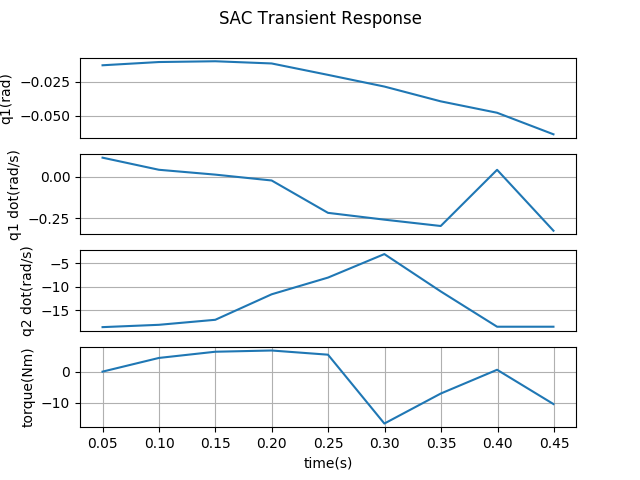 SAC Transient Response
q1(rad)
−0.025
−0.050
q1 dot(rad/s)
0.00
−0.25
q2 dot(rad/s)
−5
−10
−15
torque(Nm)
0
−10
0.05 0.10 0.15 0.20 0.25 0.30 0.35 0.40 0.45
time(s)